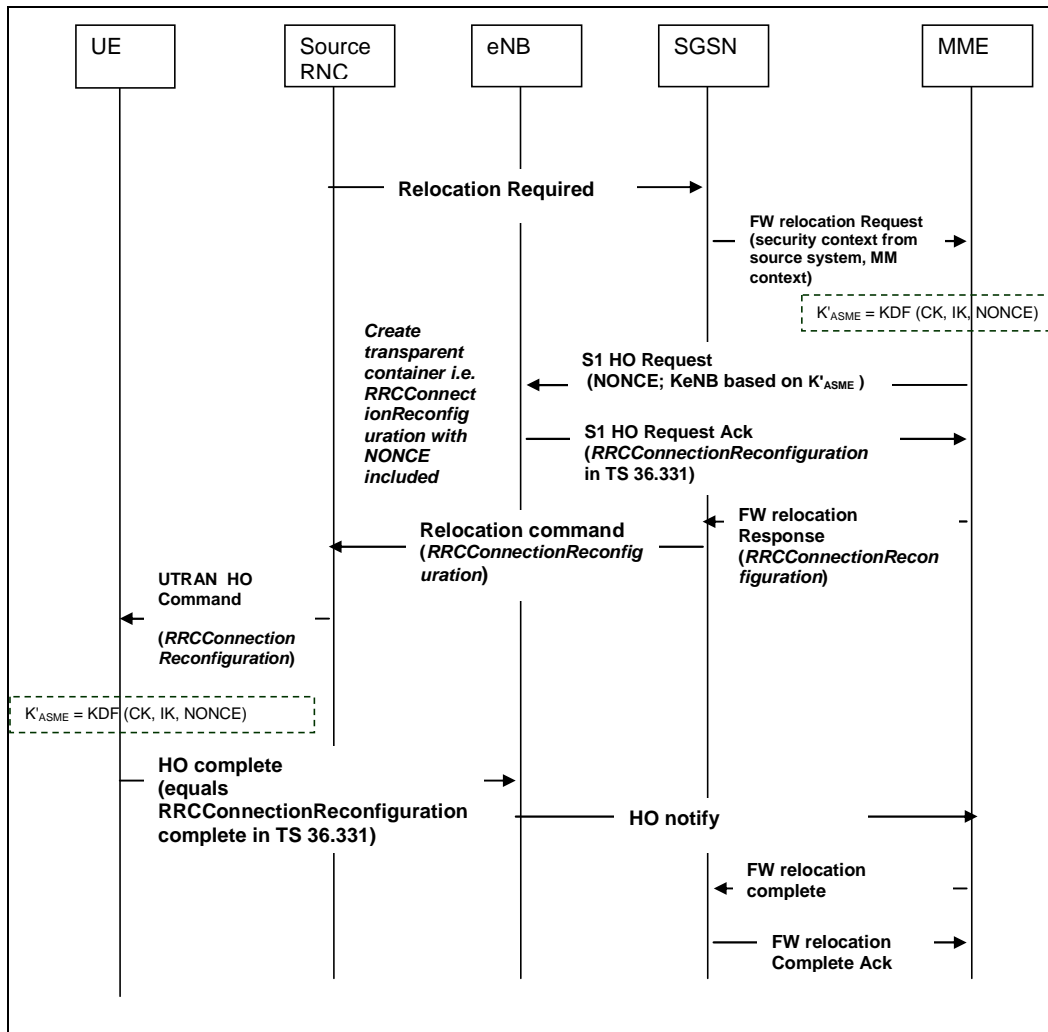 UE
Source
RNC
eNB
SGSN
MME
Relocation Required
FW relocation Request
(security context from
source system, MM
context)
K'ASME = KDF (CK, IK, NONCE)
Create
transparent
container i.e.
RRCConnect
ionReconfig
uration with
NONCE
included
S1 HO Request
(NONCE; KeNB based on K'ASME )
S1 HO Request Ack
(RRCConnectionReconfiguration
in TS 36.331)
FW relocation
Response
(RRCConnectionRecon
figuration)
Relocation command
(RRCConnectionReconfig
uration)
UTRAN HO
Command
(RRCConnection
Reconfiguration)
K'ASME = KDF (CK, IK, NONCE)
HO complete
(equals
RRCConnectionReconfiguration
complete in TS 36.331)
HO notify
FW relocation
complete
FW relocation
Complete Ack